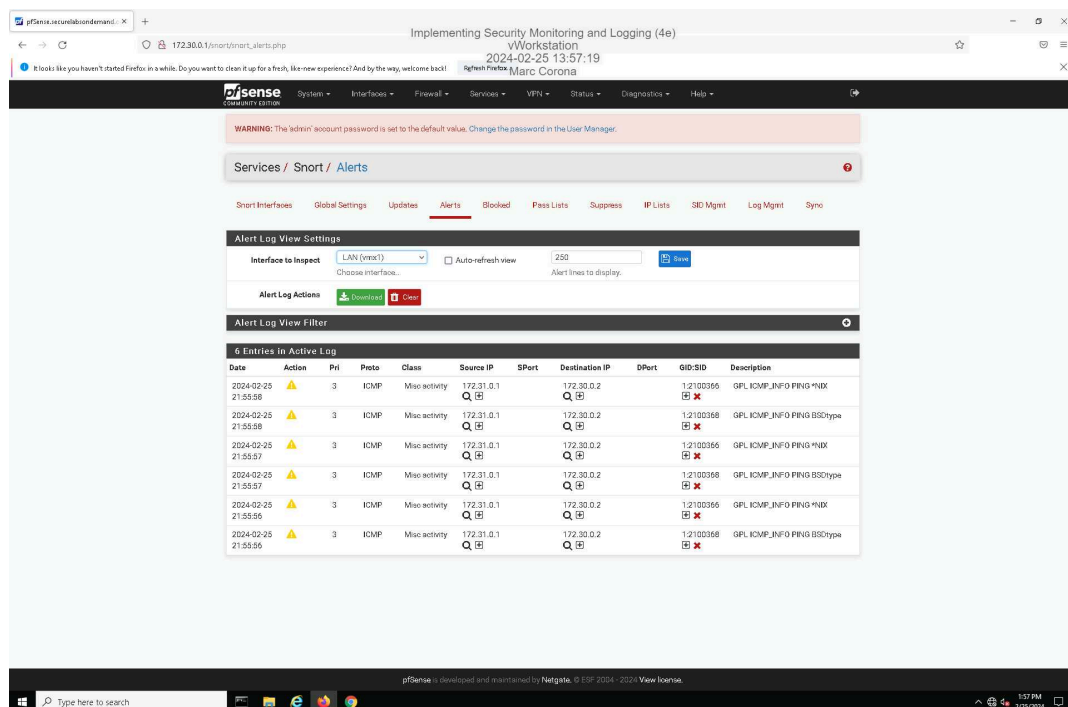 pfSense.securelabsondemand.c
172.30.0.1/snort/snort_alerts.php
Implementing Security Monitoring and Logging (4e)
vWorkstation
2024-02-25 13:57:19
Marc Corona
It looks like you haven't started Firefox in a while. Do you want to clean it up for a fresh, like-new experience? And by the way, welcome back!
Refresh Firefox
pfsense
COMMUNITY EDITION
System Interfaces Firewall Services VPN Status Diagnostics Help
WARNING: The 'admin' account password is set to the default value. Change the password in the User Manager.
Services / Snort / Alerts
Snort Interfaces Global Settings Updates Alerts Blocked Pass Lists Suppress IP Lists SID Mgmt Log Mgmt Sync
Alert Log View Settings
Interface to Inspect LAN (vmx1) Auto-refresh view 250 Save
Choose interface... Alert lines to display.
Alert Log Actions Download Clear
Alert Log View Filter
6 Entries in Active Log
Date Action Pri Proto Class Source IP SPort Destination IP DPort GID:SID Description
2024-02-25 3 ICMP Misc activity 172.31.0.1 172.30.0.2 1:2100366 GPL ICMP_INFO PING *NIX
21:55:58
2024-02-25 3 ICMP Misc activity 172.31.0.1 172.30.0.2 1:2100368 GPL ICMP_INFO PING BSDtype
21:55:58
2024-02-25 3 ICMP Misc activity 172.31.0.1 172.30.0.2 1:2100366 GPL ICMP_INFO PING *NIX
21:55:57
2024-02-25 3 ICMP Misc activity 172.31.0.1 172.30.0.2 1:2100368 GPL ICMP_INFO PING BSDtype
21:55:57
2024-02-25 3 ICMP Misc activity 172.31.0.1 172.30.0.2 1:2100366 GPL ICMP_INFO PING *NIX
21:55:56
2024-02-25 3 ICMP Misc activity 172.31.0.1 172.30.0.2 1:2100368 GPL ICMP_INFO PING BSDtype
21:55:56
pfSense is developed and maintained by Netgate. © ESF 2004 - 2024 View license.
Type here to search
1:57 PM
2/25/2024